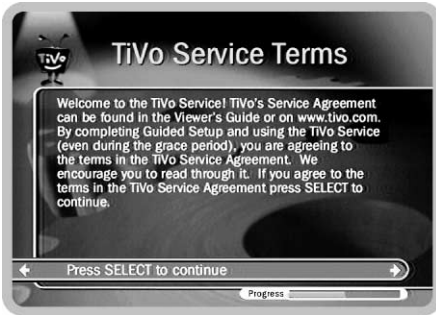 TiVo
TiVo Service Terms
Welcome to the TiVo Service! TiVo's Service Agreement
can be found in the Viewer's Guide or on www.tivo.com.
By completing Guided Setup and using the TiVo Service
(even during the grace period), you are agreeing to
the terms in the TiVo Service Agreement. We
encourage you to read through it. If you agree to the
terms in the TiVo Service Agreement press SELECT to
continue.
Press SELECT to continue
Progress